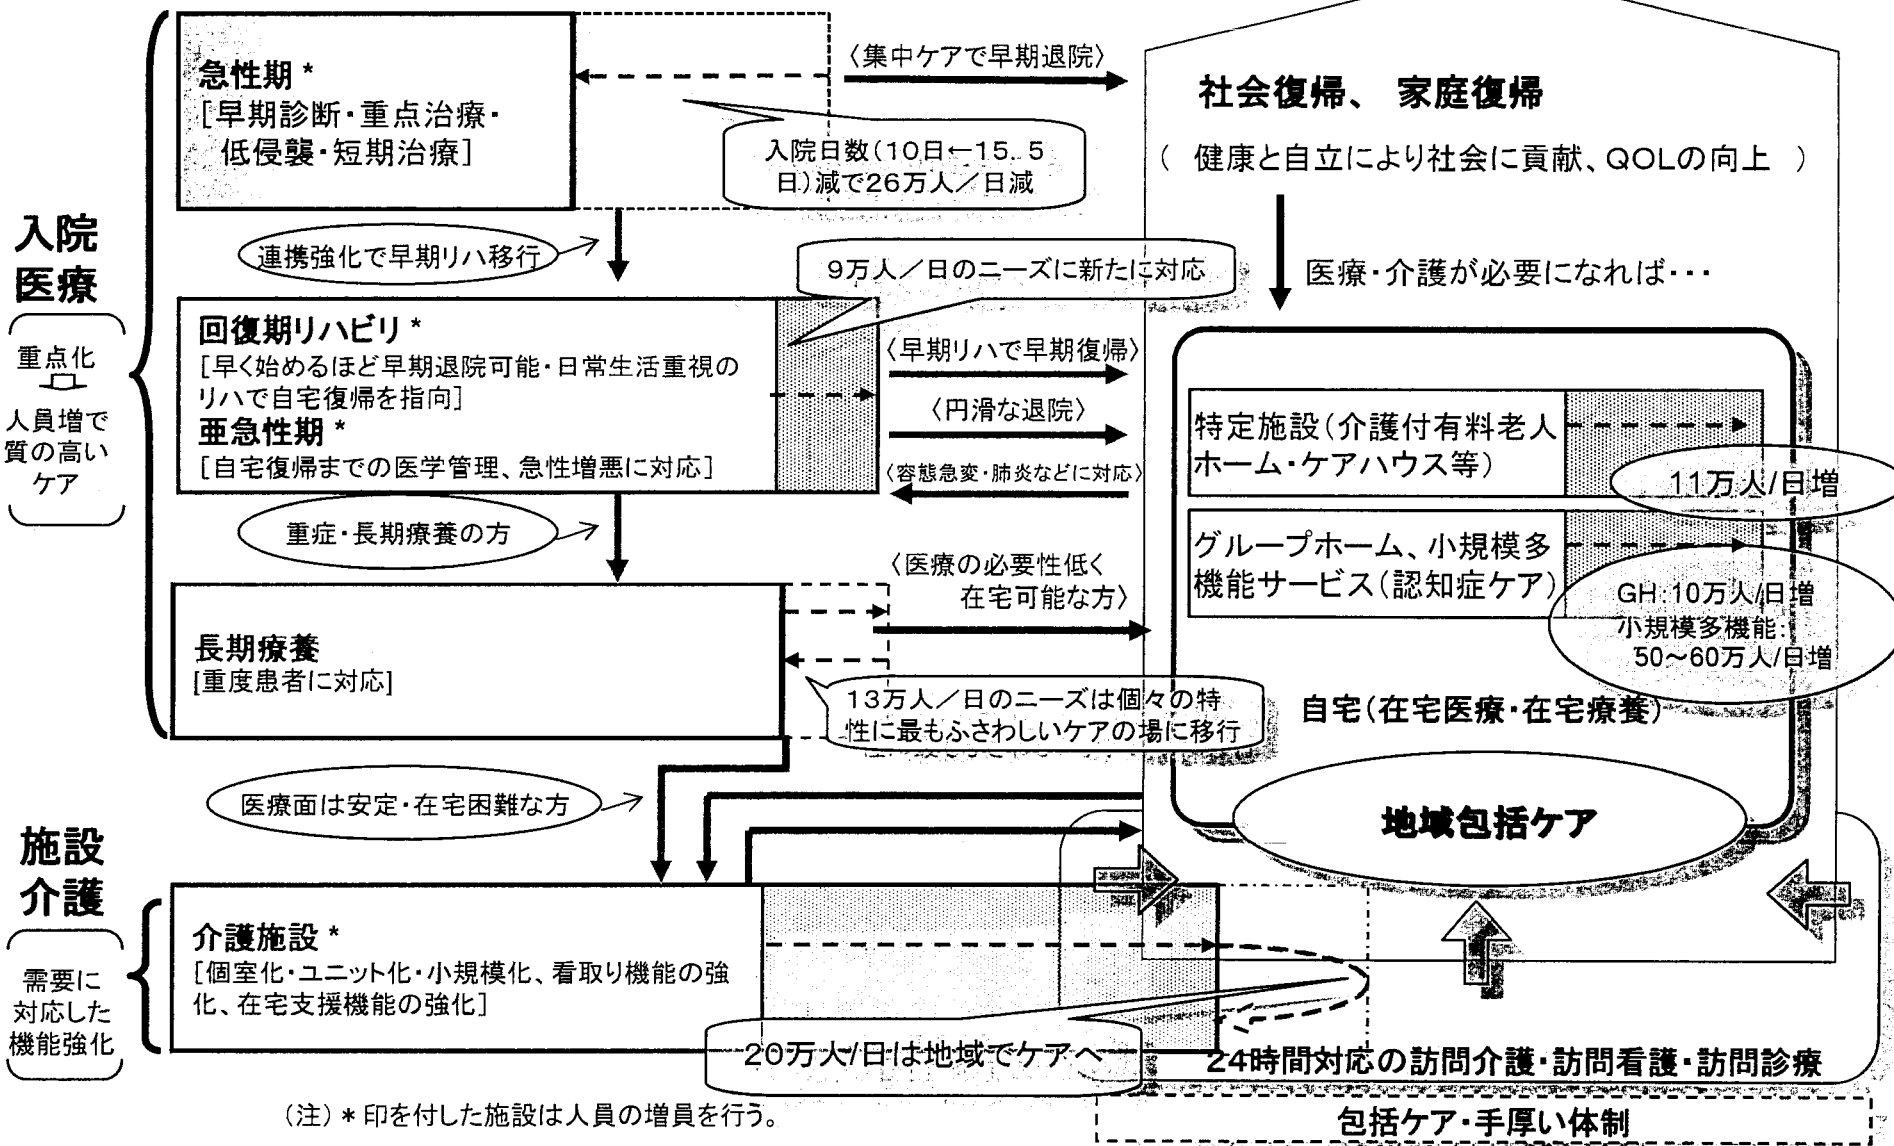 入院
医療
重点化
人員増で
質の高い
ケア
急性期 *
[早期診断・重点治療・
低侵襲・短期治療]
〈集中ケアで早期退院〉
入院日数(10日←15.5
日)減で26万人／日減
連携強化で早期リハ移行
9万人／日のニーズに新たに対応
回復期リハビリ *
[早く始めるほど早期退院可能・日常生活重視の
リハで自宅復帰を指向]
亜急性期 *
[自宅復帰までの医学管理、急性増悪に対応]
〈早期リハで早期復帰〉
〈円滑な退院〉
〈容態急変・肺炎などに対応〉
重症・長期療養の方
〈医療の必要性低く
在宅可能な方〉
長期療養
[重度患者に対応]
13万人／日のニーズは個々の特
性に最もふさわしいケアの場に移行
医療面は安定・在宅困難な方
社会復帰、 家庭復帰
( 健康と自立により社会に貢献、QOLの向上 )
医療・介護が必要になれば・・・
特定施設(介護付有料老人
ホーム・ケアハウス等)
11万人/日増
グループホーム、小規模多
機能サービス(認知症ケア)
GH:10万人/日増
小規模多機能:
50～60万人/日増
自宅(在宅医療・在宅療養)
地域包括ケア
施設
介護
需要に
対応した
機能強化
介護施設 *
[個室化・ユニット化・小規模化、看取り機能の強
化、在宅支援機能の強化]
20万人/日は地域でケアへ
24時間対応の訪問介護・訪問看護・訪問診療
包括ケア・手厚い体制
(注) * 印を付した施設は人員の増員を行う。